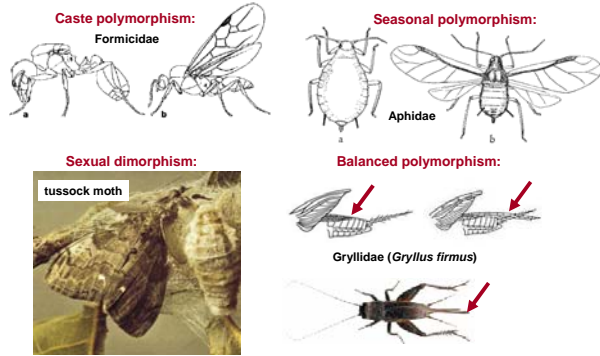 Caste polymorphism:
Formicidae
a
b
Seasonal polymorphism:
Aphidae
a
b
Sexual dimorphism:
tussock moth
Balanced polymorphism:
Gryllidae (Gryllus firmus)